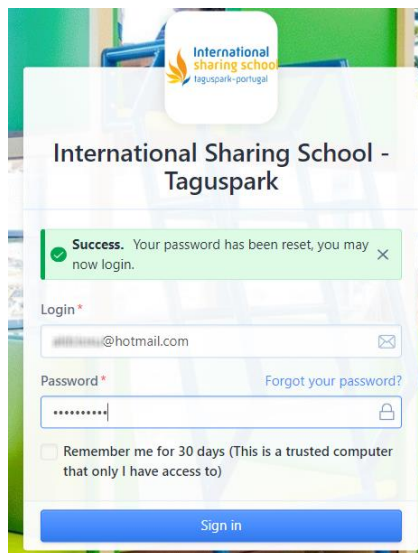 International
sharing school
taguspark-portugal
International Sharing School -
Taguspark
Success. Your password has been reset, you may
now login.
Login *
@hotmail.com
Password *
Forgot your password?
••••••••••
Remember me for 30 days (This is a trusted computer
that only I have access to)
Sign in